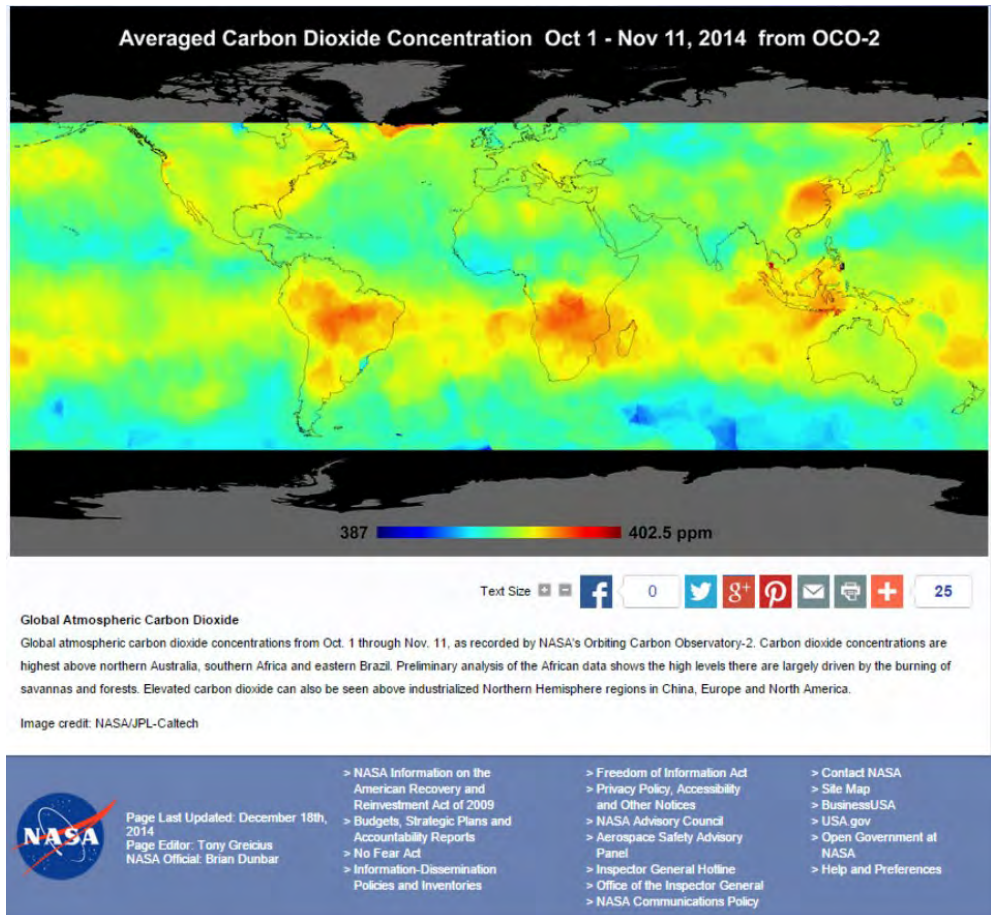 Averaged Carbon Dioxide Concentration Oct 1 - Nov 11, 2014 from OCO-2
387
402.5 ppm
Text Size + -
f
0
g+
25
Global Atmospheric Carbon Dioxide
Global atmospheric carbon dioxide concentrations from Oct. 1 through Nov. 11, as recorded by NASA's Orbiting Carbon Observatory-2. Carbon dioxide concentrations are
highest above northern Australia, southern Africa and eastern Brazil. Preliminary analysis of the African data shows the high levels there are largely driven by the burning of
savannas and forests. Elevated carbon dioxide can also be seen above industrialized Northern Hemisphere regions in China, Europe and North America.
Image credit: NASA/JPL-Caltech
NASA
Page Last Updated: December 18th,
2014
Page Editor: Tony Greicius
NASA Official: Brian Dunbar
> NASA Information on the
American Recovery and
Reinvestment Act of 2009
> Budgets, Strategic Plans and
Accountability Reports
> No Fear Act
> Information-Dissemination
Policies and Inventories
> Freedom of Information Act
> Privacy Policy, Accessibility
and Other Notices
> NASA Advisory Council
> Aerospace Safety Advisory
Panel
> Inspector General Hotline
> Office of the Inspector General
> NASA Communications Policy
> Contact NASA
> Site Map
> BusinessUSA
> USA.gov
> Open Government at
NASA
> Help and Preferences